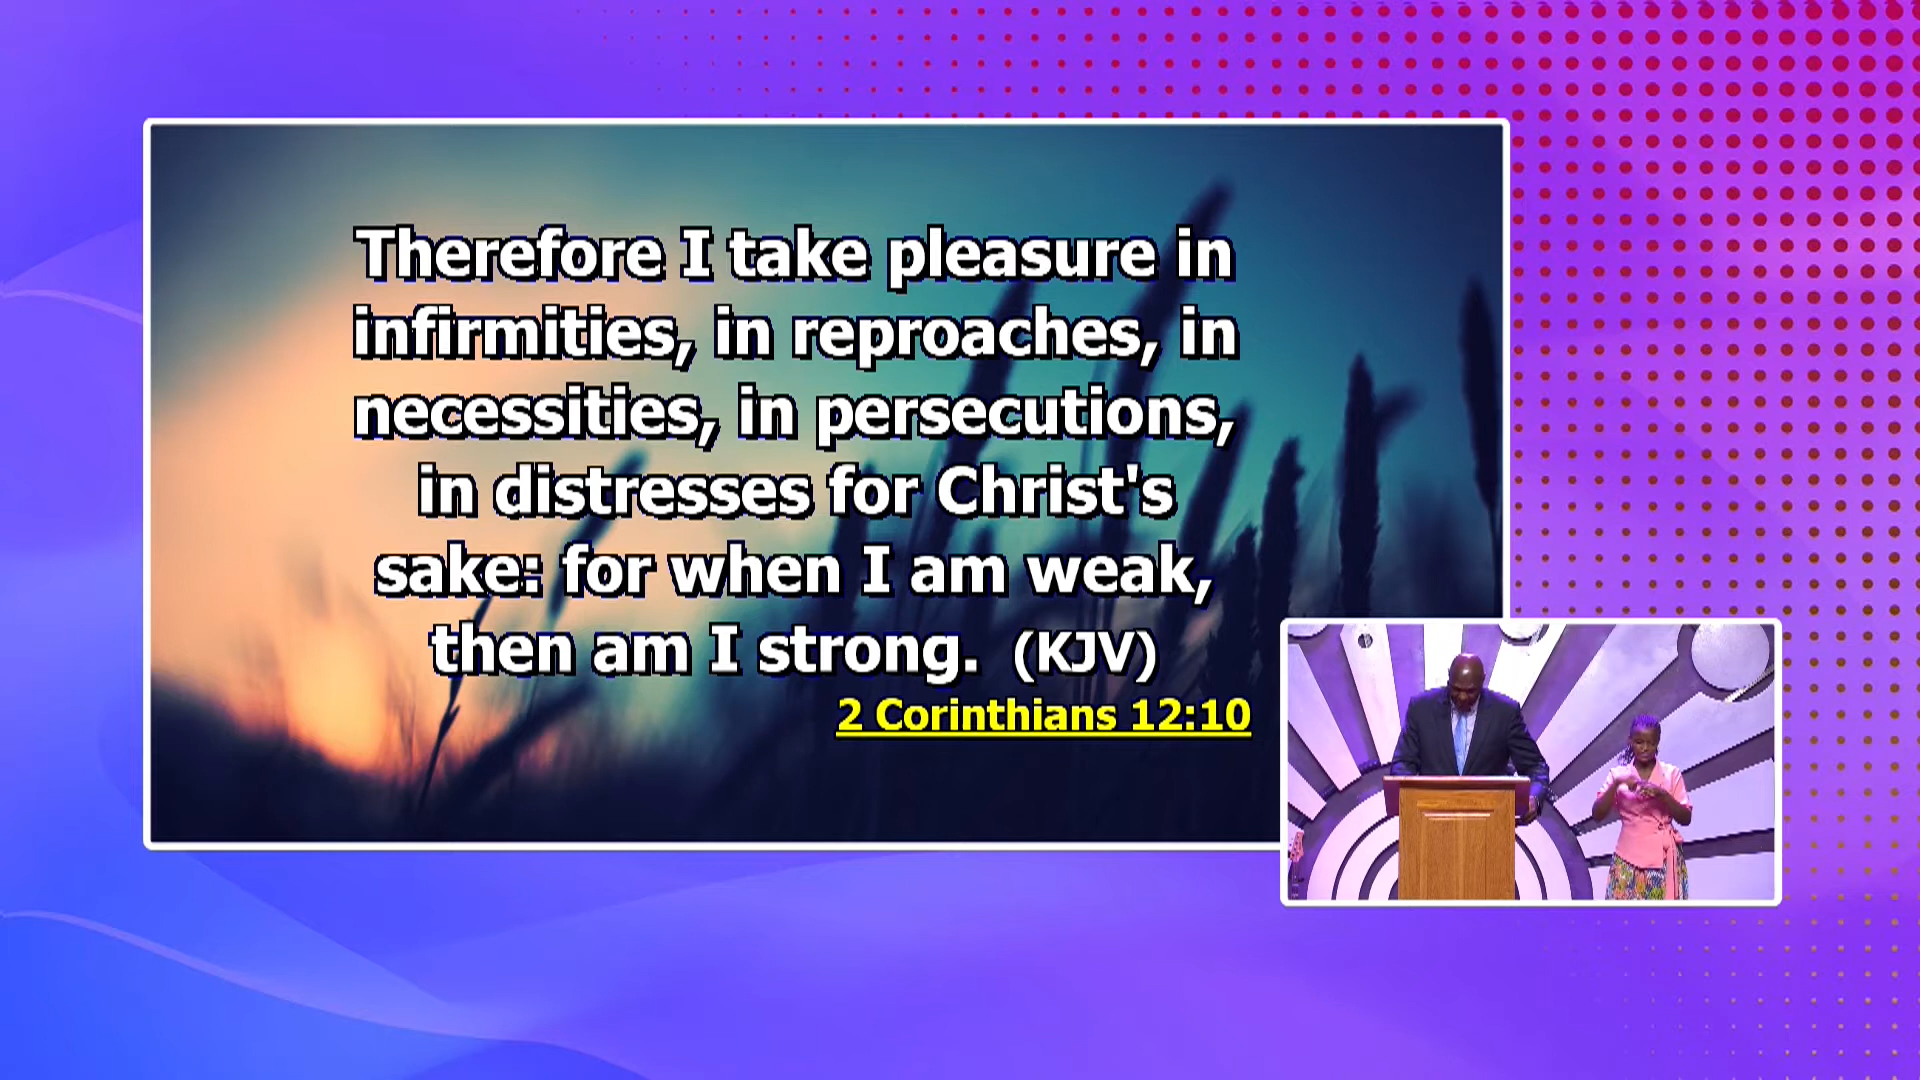 Therefore I take pleasure in
infirmities, in reproaches, in
necessities, in persecutions,
in distresses for Christ's
sake: for when I am weak,
then am I strong. (KJV)
2 Corinthians 12:10